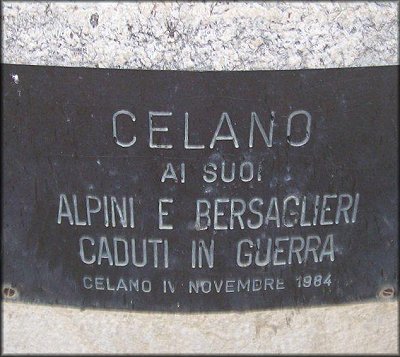 CELANO
AI SUOI
ALPINI E BERSAGLIERI
CADUTI IN GUERRA
CELANO IV NOVEMBRE 1984